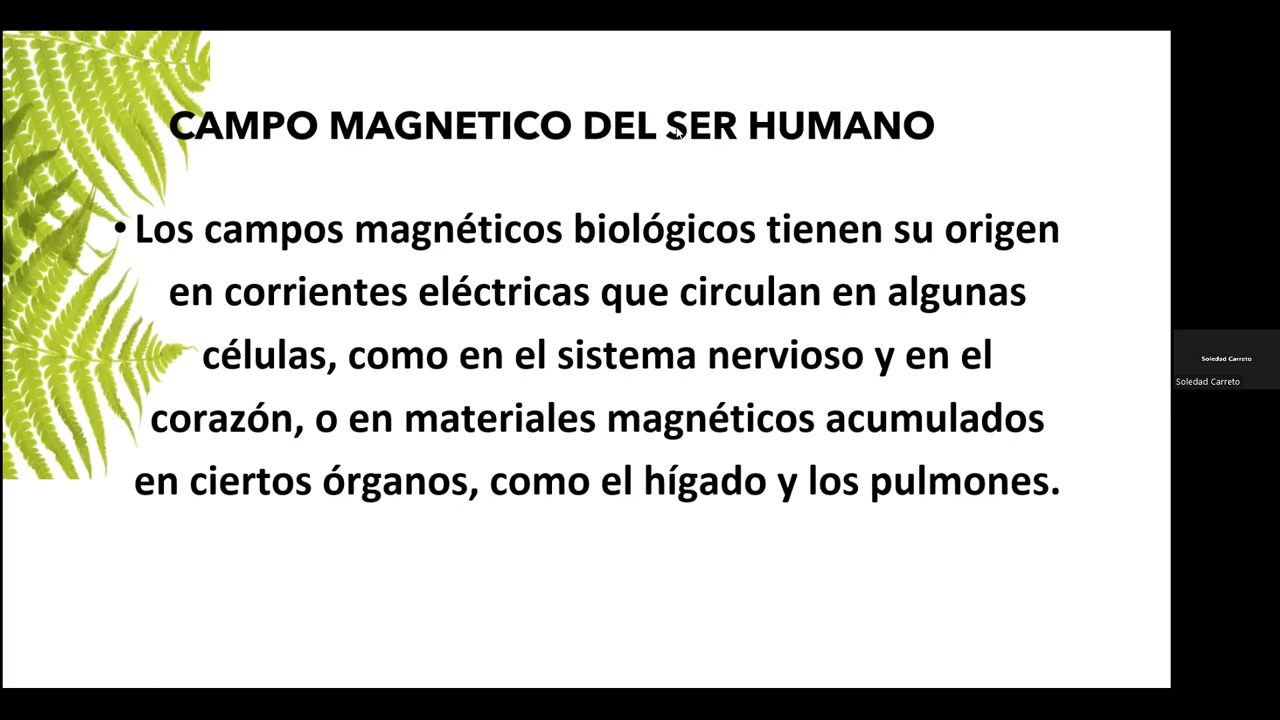 CAMPO MAGNETICO DEL SER HUMANO
• Los campos magnéticos biológicos tienen su origen
en corrientes eléctricas que circulan en algunas
células, como en el sistema nervioso y en el
corazón, o en materiales magnéticos acumulados
en ciertos órganos, como el hígado y los pulmones.
Soledad Carreto
Soledad Carreto